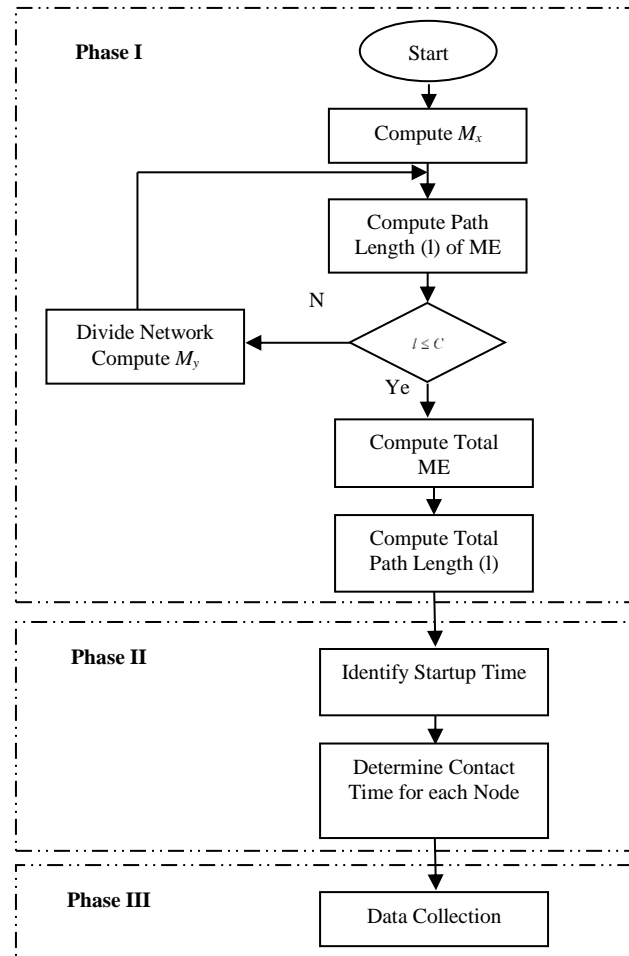 Phase I
Start
Compute Mx
Compute Path
Length (l) of ME
N
l ≤ C
Divide Network
Compute My
Ye
Compute Total
ME
Compute Total
Path Length (l)
Phase II
Identify Startup Time
Determine Contact
Time for each Node
Phase III
Data Collection